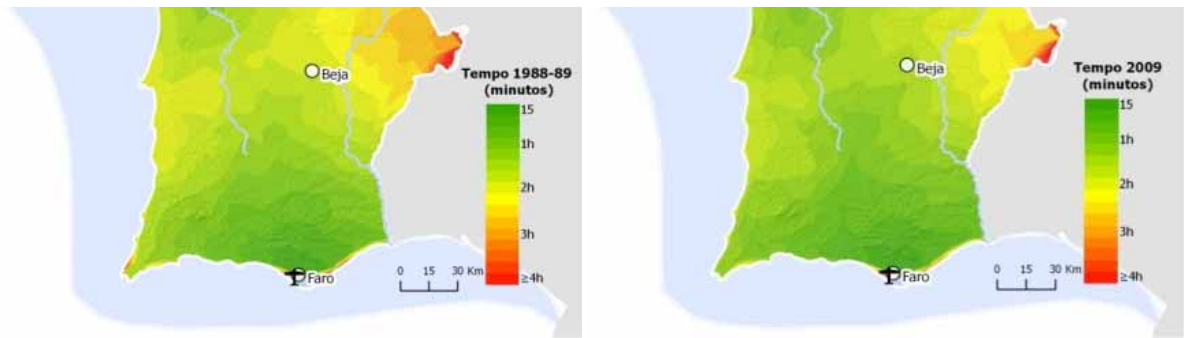 Beja
Tempo 1988-89
(minutos)
15
1h
2h
3h
≥4h
Faro
0 15 30 Km
Beja
Tempo 2009
(minutos)
15
1h
2h
3h
≥4h
Faro
0 15 30 Km